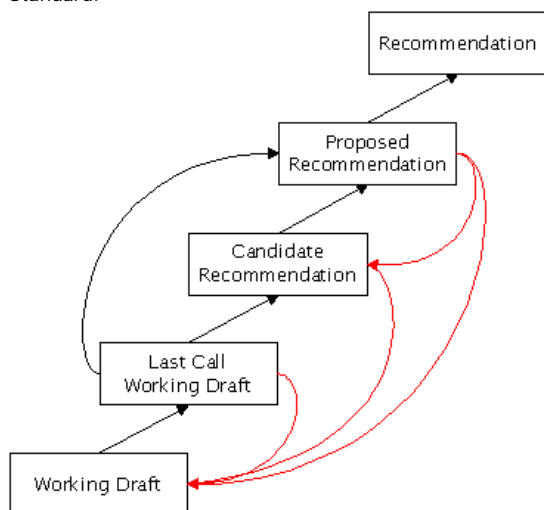 Recommendation
Proposed
Recommendation
Candidate
Recommendation
Last Call
Working Draft
Working Draft